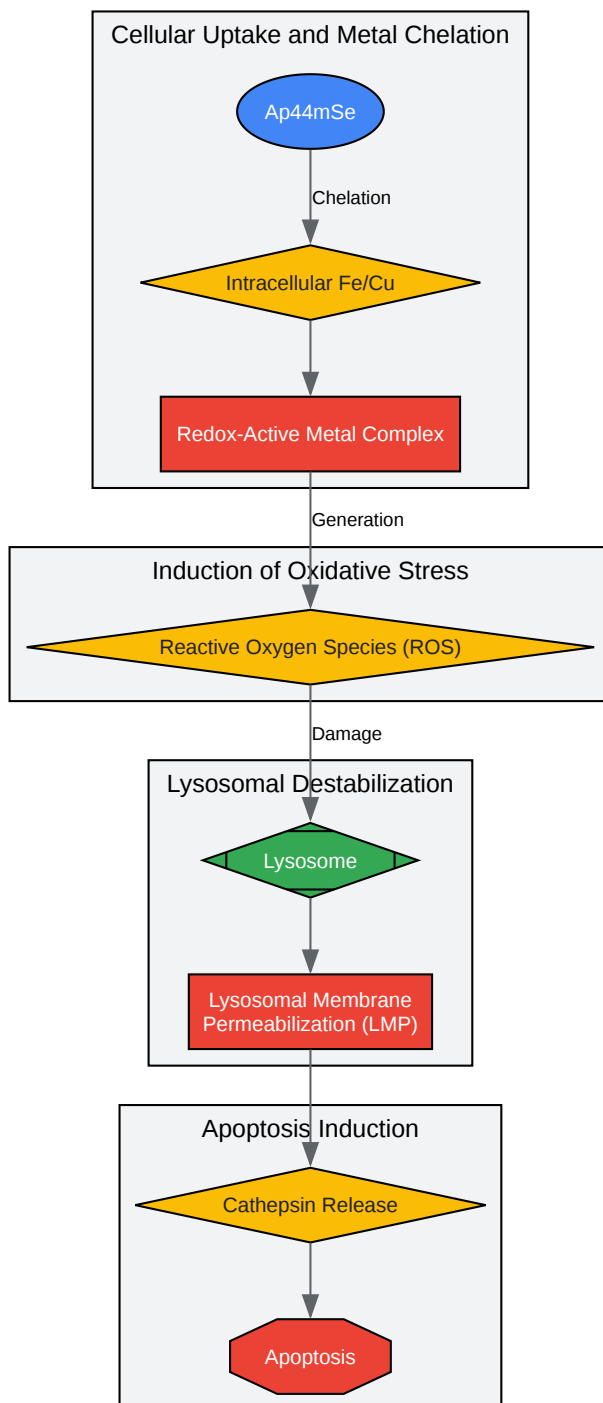 Cellular Uptake and Metal Chelation
Ap44mSe
Chelation
Intracellular Fe/Cu
Redox-Active Metal Complex
Generation
Induction of Oxidative Stress
Reactive Oxygen Species (ROS)
Damage
Lysosomal Destabilization
Lysosome
Lysosomal Membrane
Permeabilization (LMP)
Apoptosis Induction
Cathepsin Release
Apoptosis